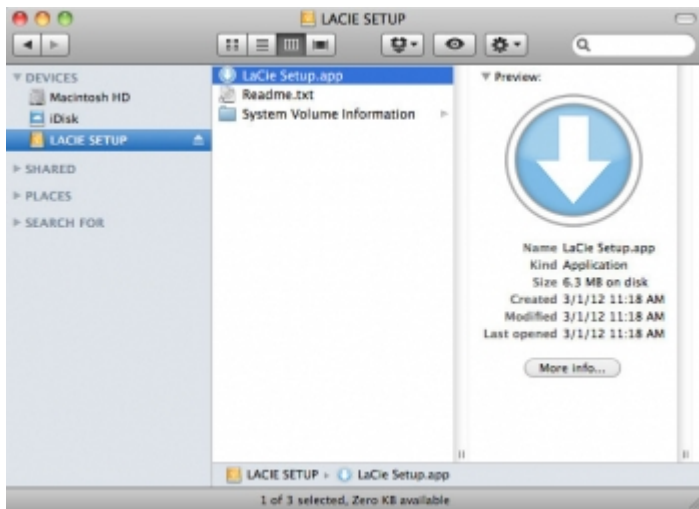 LACIE SETUP
DEVICES
Macintosh HD
iDisk
LACIE SETUP
SHARED
PLACES
SEARCH FOR
LaCie Setup.app
Readme.txt
System Volume Information
Preview:
Name LaCie Setup.app
Kind Application
Size 6.3 MB on disk
Created 3/1/12 11:18 AM
Modified 3/1/12 11:18 AM
Last opened 3/1/12 11:18 AM
More info...
LACIE SETUP LaCie Setup.app
1 of 3 selected, Zero KB available